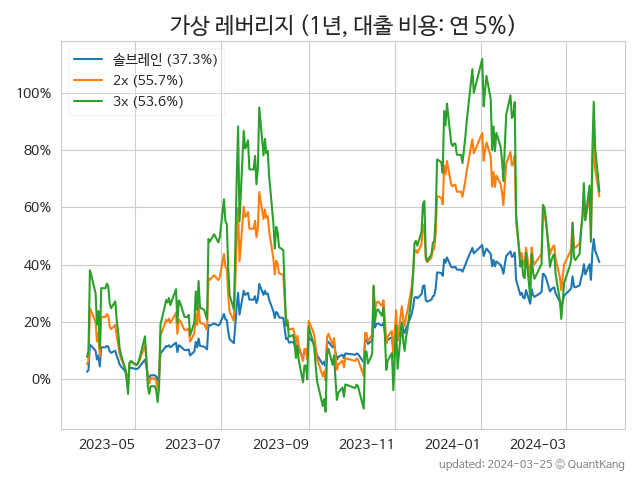 가상 레버리지 (1년, 대출 비용: 연 5%)
솔브레인 (37.3%)
2x (55.7%)
3x (53.6%)
100%
80%
60%
40%
20%
0%
2023-05 2023-07 2023-09 2023-11 2024-01 2024-03
updated: 2024-03-25 © QuantKang